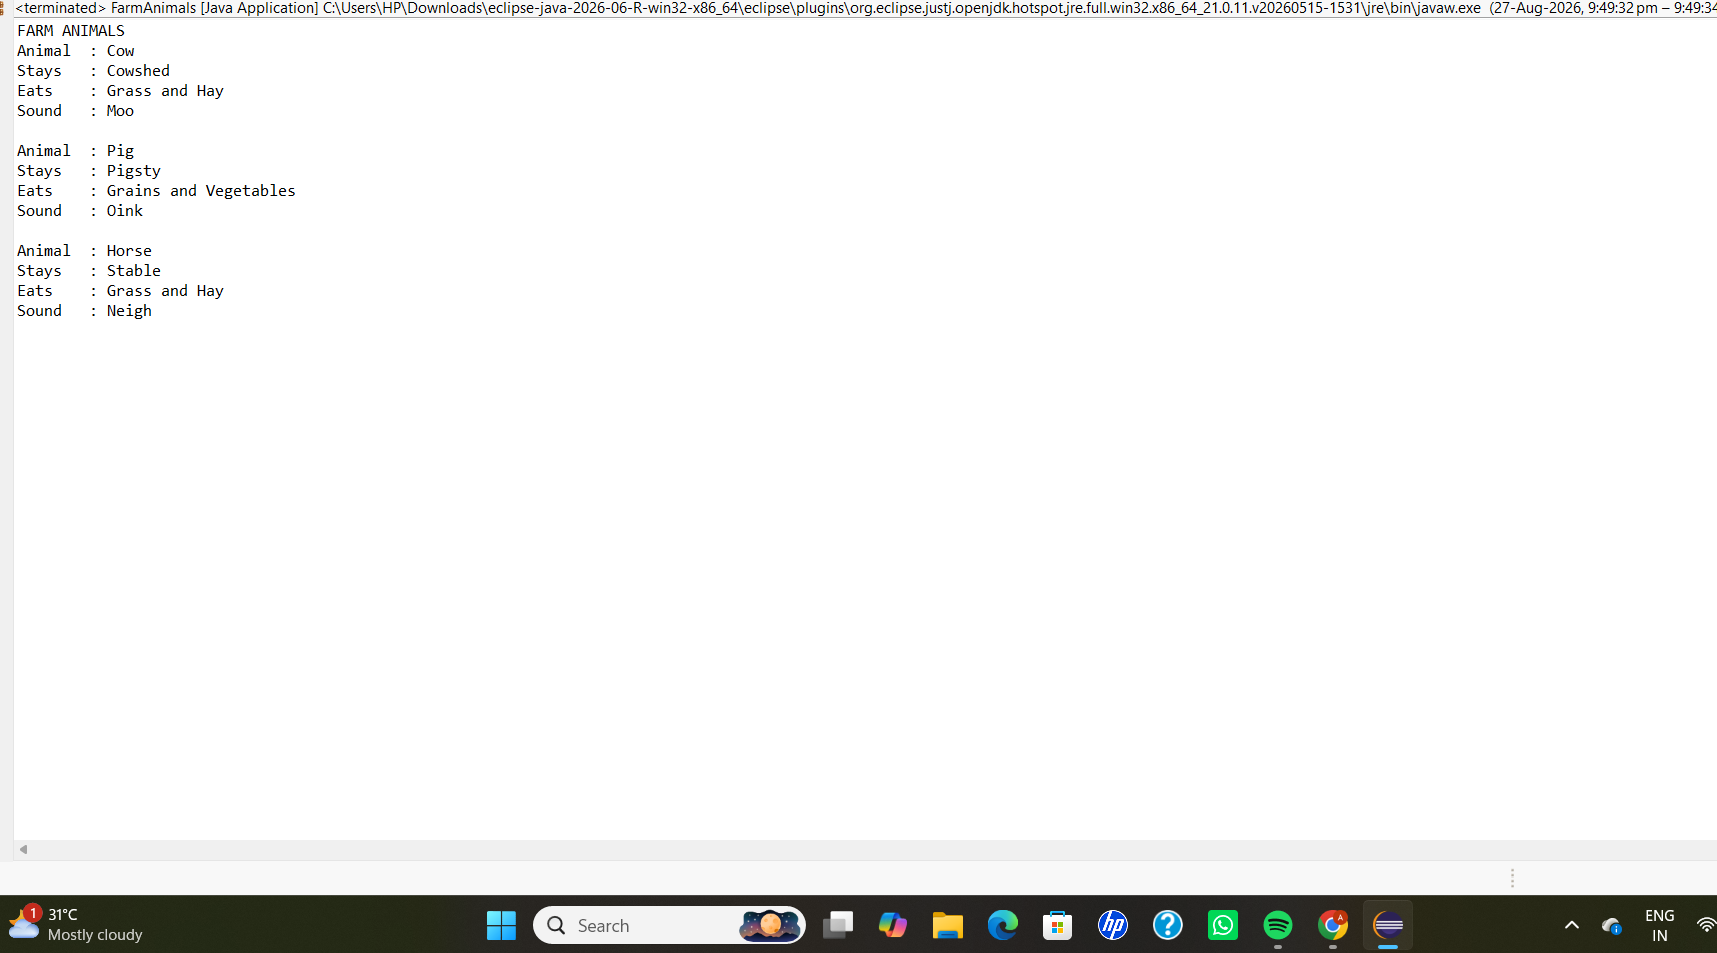 <terminated> FarmAnimals [Java Application] C:\Users\HP\Downloads\eclipse-java-2026-06-R-win32-x86_64\eclipse\plugins\org.eclipse.justj.openjdk.hotspot.jre.full.win32.x86_64_21.0.11.v20260515-1531\jre\bin\javaw.exe (27-Aug-2026, 9:49:32 pm – 9:49:34
FARM ANIMALS
Animal  : Cow
Stays   : Cowshed
Eats    : Grass and Hay
Sound   : Moo
Animal  : Pig
Stays   : Pigsty
Eats    : Grains and Vegetables
Sound   : Oink
Animal  : Horse
Stays   : Stable
Eats    : Grass and Hay
Sound   : Neigh
1
31°C
Mostly cloudy
Search
hp
?
A
ENG
IN